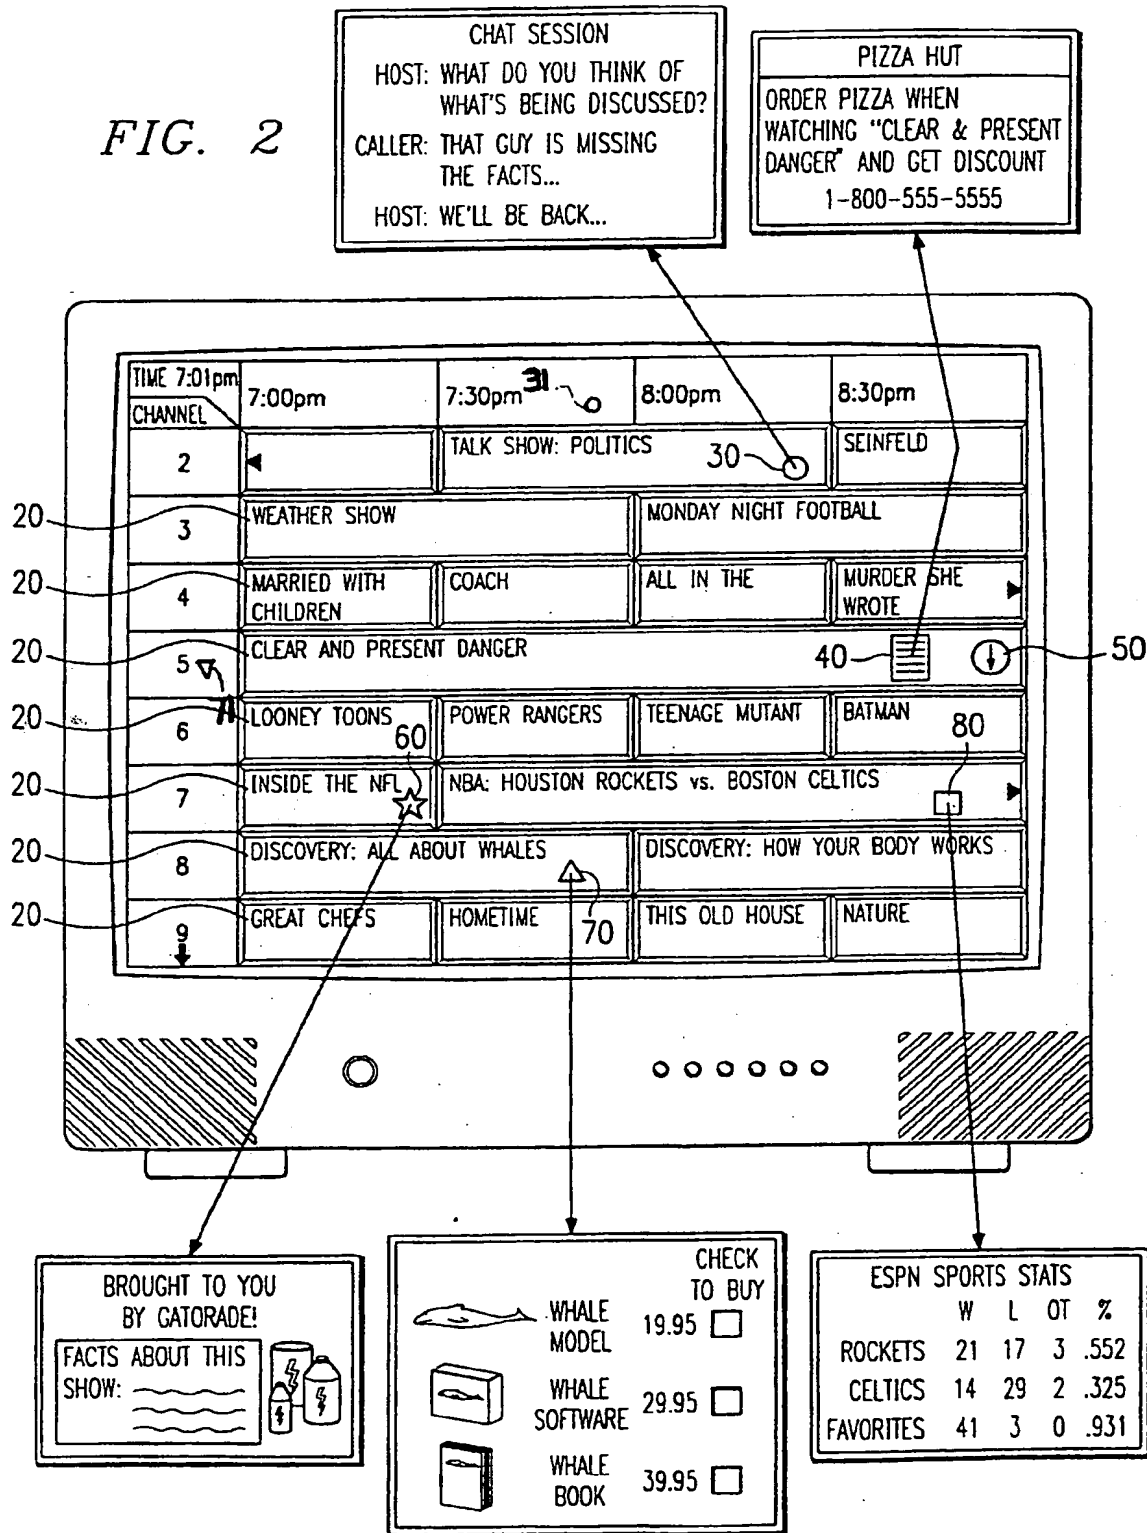 FIG. 2
CHAT SESSION
HOST: WHAT DO YOU THINK OF
WHAT'S BEING DISCUSSED?
CALLER: THAT GUY IS MISSING
THE FACTS...
HOST: WE'LL BE BACK...
PIZZA HUT
ORDER PIZZA WHEN
WATCHING "CLEAR & PRESENT
DANGER" AND GET DISCOUNT
1-800-555-5555
TIME 7:01pm
CHANNEL
7:00pm
7:30pm
31
8:00pm
8:30pm
2
TALK SHOW: POLITICS
30
SEINFELD
20
3
WEATHER SHOW
MONDAY NIGHT FOOTBALL
20
4
MARRIED WITH
CHILDREN
COACH
ALL IN THE
MURDER SHE
WROTE
20
5
CLEAR AND PRESENT DANGER
40
50
20
6
LOONEY TOONS
POWER RANGERS
TEENAGE MUTANT
BATMAN
60
80
20
7
INSIDE THE NFL
NBA: HOUSTON ROCKETS vs. BOSTON CELTICS
20
8
DISCOVERY: ALL ABOUT WHALES
DISCOVERY: HOW YOUR BODY WORKS
70
20
9
GREAT CHEFS
HOMETIME
THIS OLD HOUSE
NATURE
BROUGHT TO YOU
BY GATORADE!
FACTS ABOUT THIS
SHOW:
CHECK
TO BUY
WHALE
MODEL
19.95
WHALE
SOFTWARE
29.95
WHALE
BOOK
39.95
ESPN SPORTS STATS
W L OT %
ROCKETS 21 17 3 .552
CELTICS 14 29 2 .325
FAVORITES 41 3 0 .931